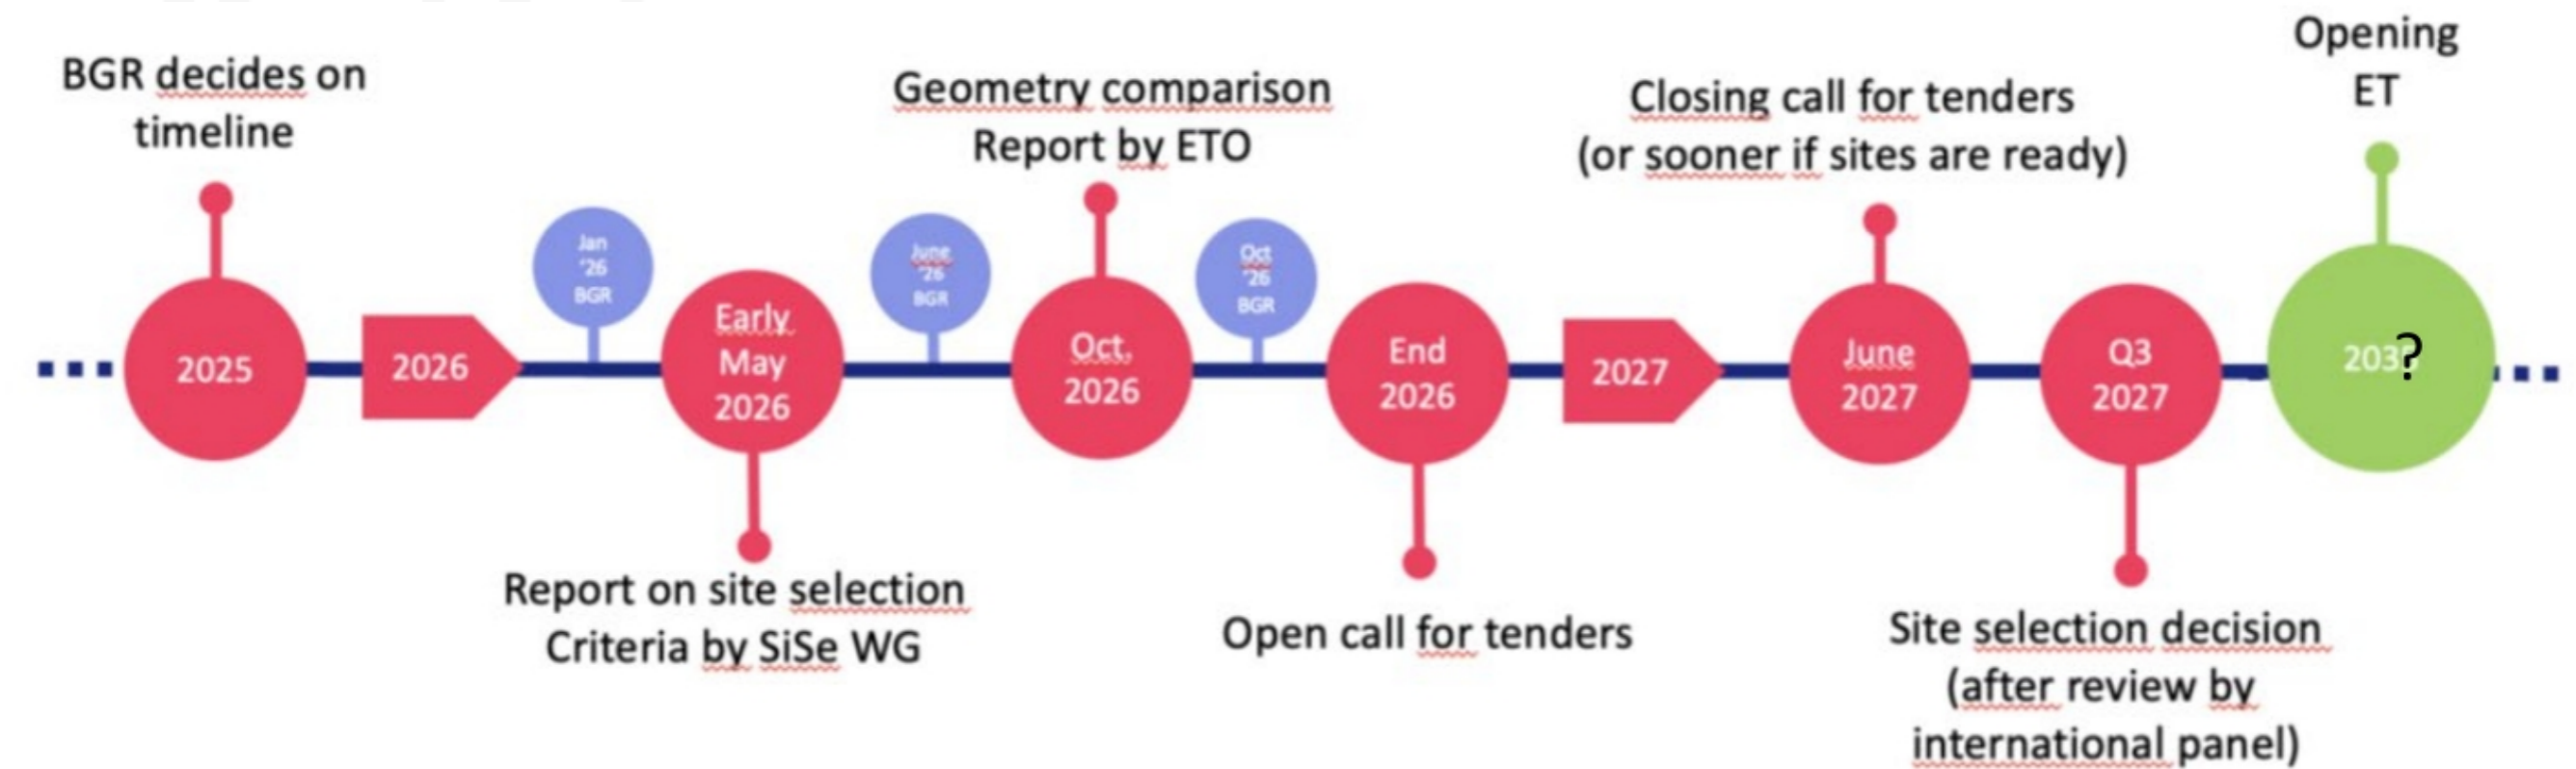 BGR decides on
timeline
2025
2026
Jan
'26
BGR
Early
May
2026
Report on site selection
Criteria by SiSe WG
June
'26
BGR
Geometry comparison
Report by ETO
Oct.
2026
Oct
'26
BGR
End
2026
Open call for tenders
2027
Closing call for tenders
(or sooner if sites are ready)
June
2027
Q3
2027
Site selection decision
(after review by
international panel)
Opening
ET
203?